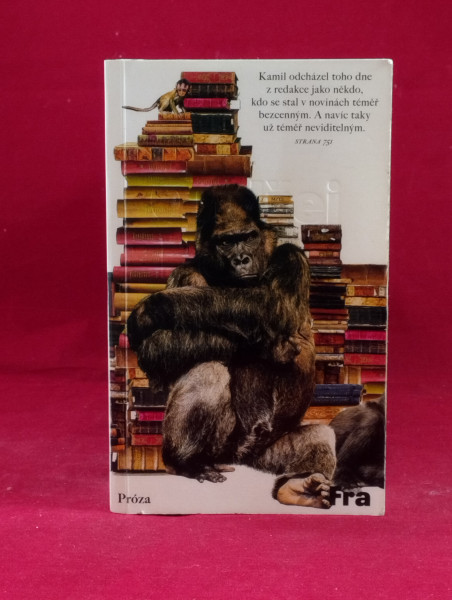 Kamil odcházel toho dne
z redakce jako někdo,
kdo se stal v novinách téměř
bezcenným. A navíc taky
už téměř neviditelným.
STRANA 751
Próza
Fra